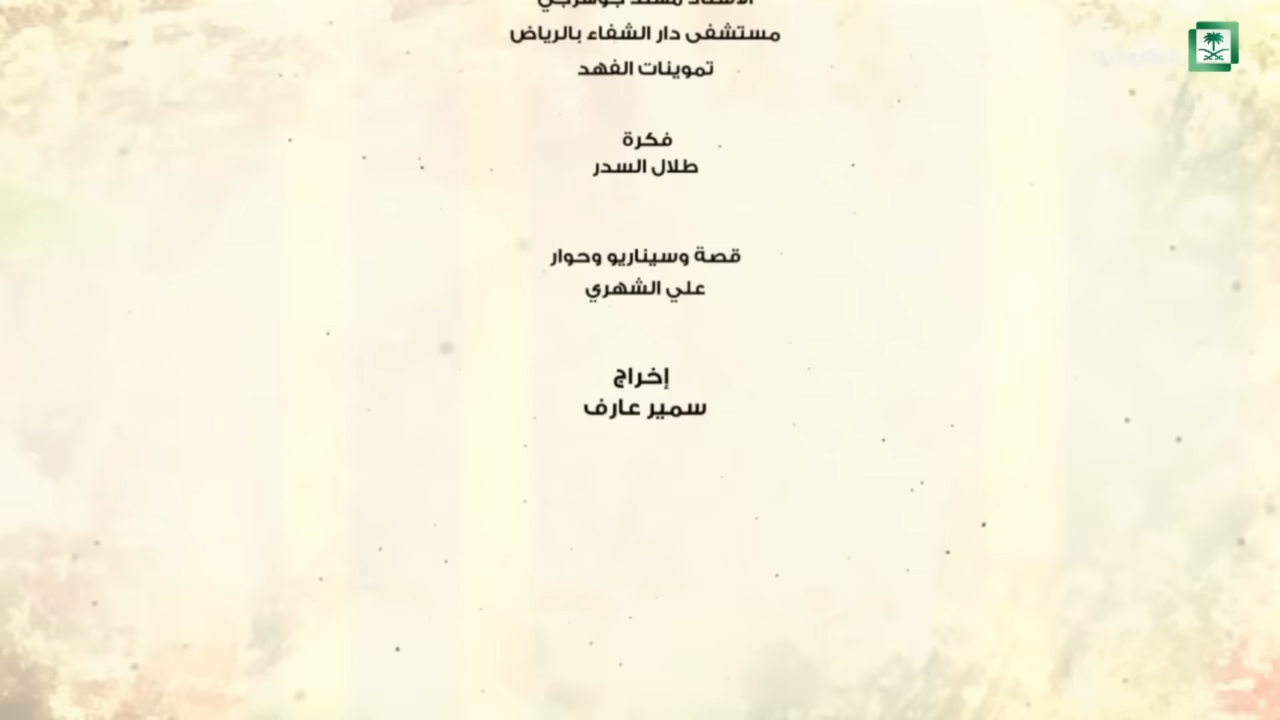 مستشفى دار الشفاء بالرياض
تموينات الفهد
فكرة
طلال السدر
قصة وسيناريو وحوار
علي الشهري
إخراج
سمير عارف